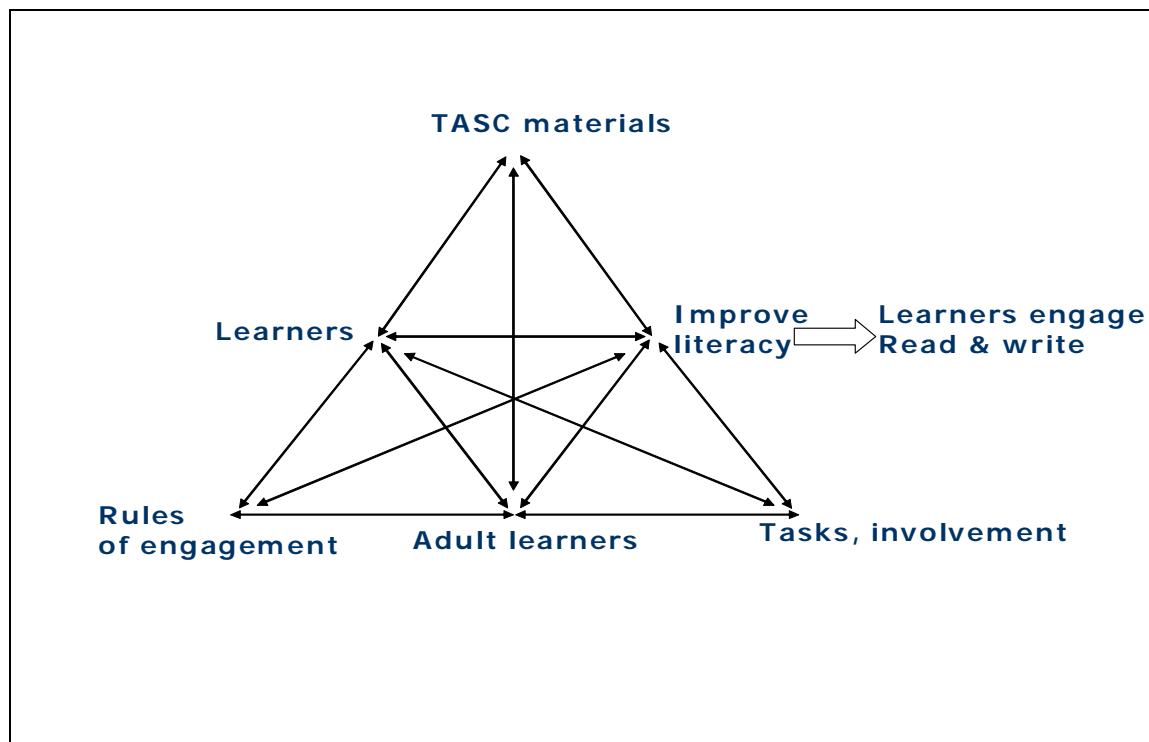 TASC materials
Learners
Improve
literacy
Learners engage
Read & write
Rules
of engagement
Adult learners
Tasks, involvement